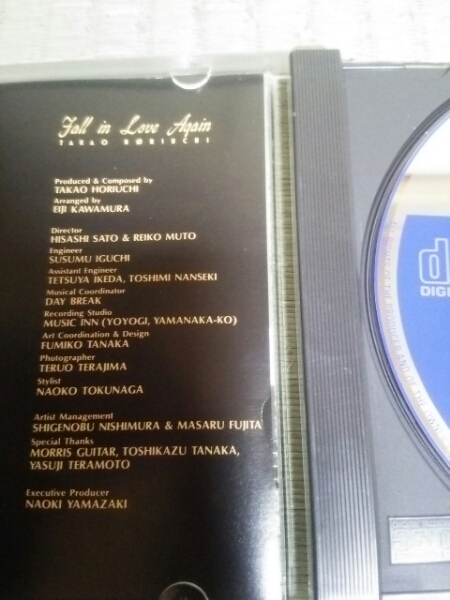 Fall in Love Again
TAKAO HORIUCHI
Produced & Composed by
TAKAO HORIUCHI
Arranged by
EIJI KAWAMURA
Director
HISASHI SATO & REIKO MUTO
Engineer
SUSUMU IGUCHI
Assistant Engineer
TETSUYA IKEDA, TOSHIMI NANSEKI
Musical Coordinator
DAY BREAK
Recording Studio
MUSIC INN (YOYOGI, YAMANAKA-KO)
Art Coordination & Design
FUMIKO TANAKA
Photographer
TERUO TERAJIMA
Stylist
NAOKO TOKUNAGA
Artist Management
SHIGENOBU NISHIMURA & MASARU FUJITA
Special Thanks
MORRIS GUITAR, TOSHIKAZU TANAKA,
YASUJI TERAMOTO
Executive Producer
NAOKI YAMAZAKI
DIGI